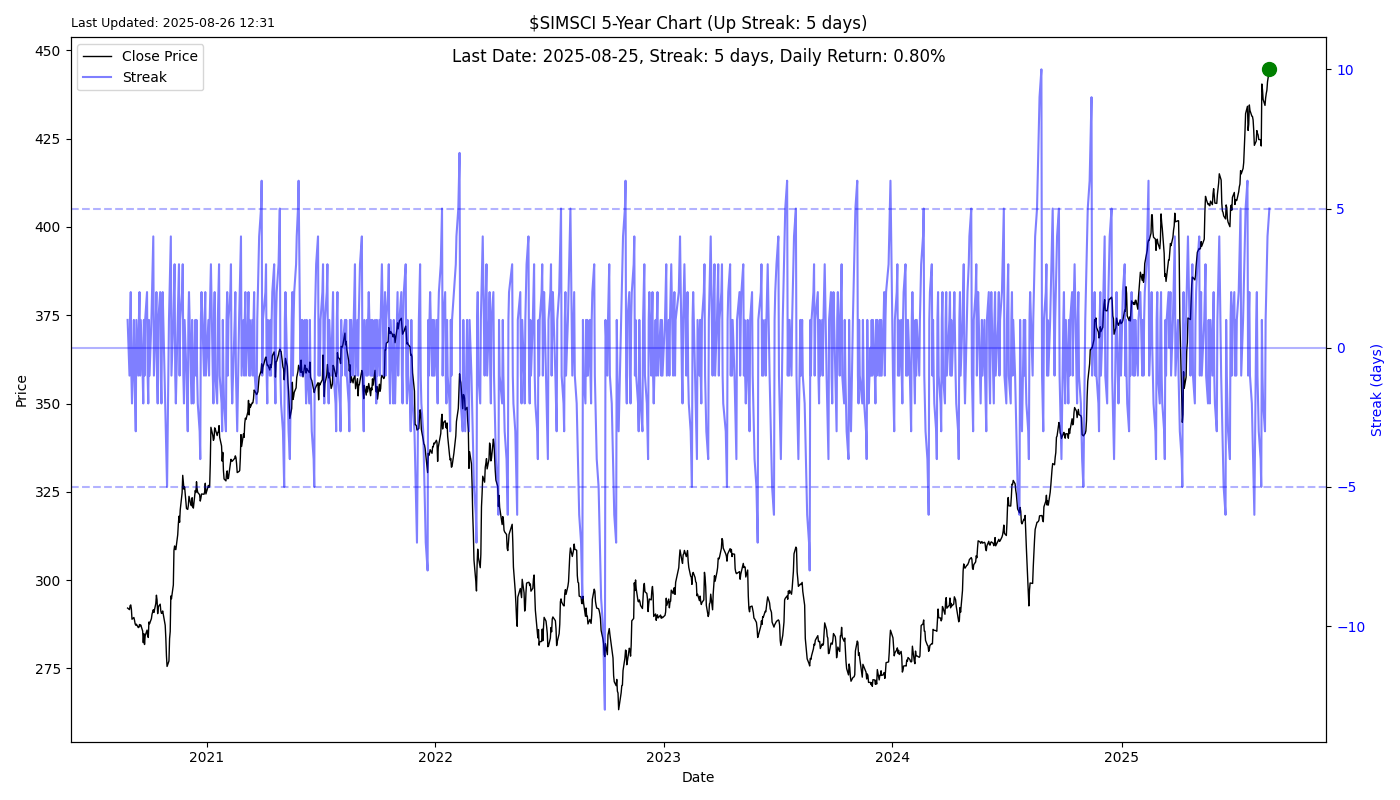 Last Updated: 2025-08-26 12:31
$SIMSCI 5-Year Chart (Up Streak: 5 days)
Last Date: 2025-08-25, Streak: 5 days, Daily Return: 0.80%
Close Price
Streak
450
425
400
375
350
325
300
275
Price
10
5
0
−5
−10
Streak (days)
2021
2022
2023
2024
2025
Date